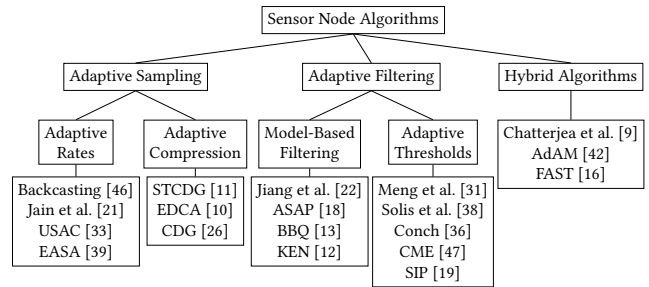 Sensor Node Algorithms
Adaptive Sampling
Adaptive Filtering
Hybrid Algorithms
Adaptive
Rates
Adaptive
Compression
Model-Based
Filtering
Adaptive
Thresholds
Chatterjea et al. [9]
AdAM [42]
FAST [16]
Backcasting [46]
Jain et al. [21]
USAC [33]
EASA [39]
STCDG [11]
EDCA [10]
CDG [26]
Jiang et al. [22]
ASAP [18]
BBQ [13]
KEN [12]
Meng et al. [31]
Solis et al. [38]
Conch [36]
CME [47]
SIP [19]